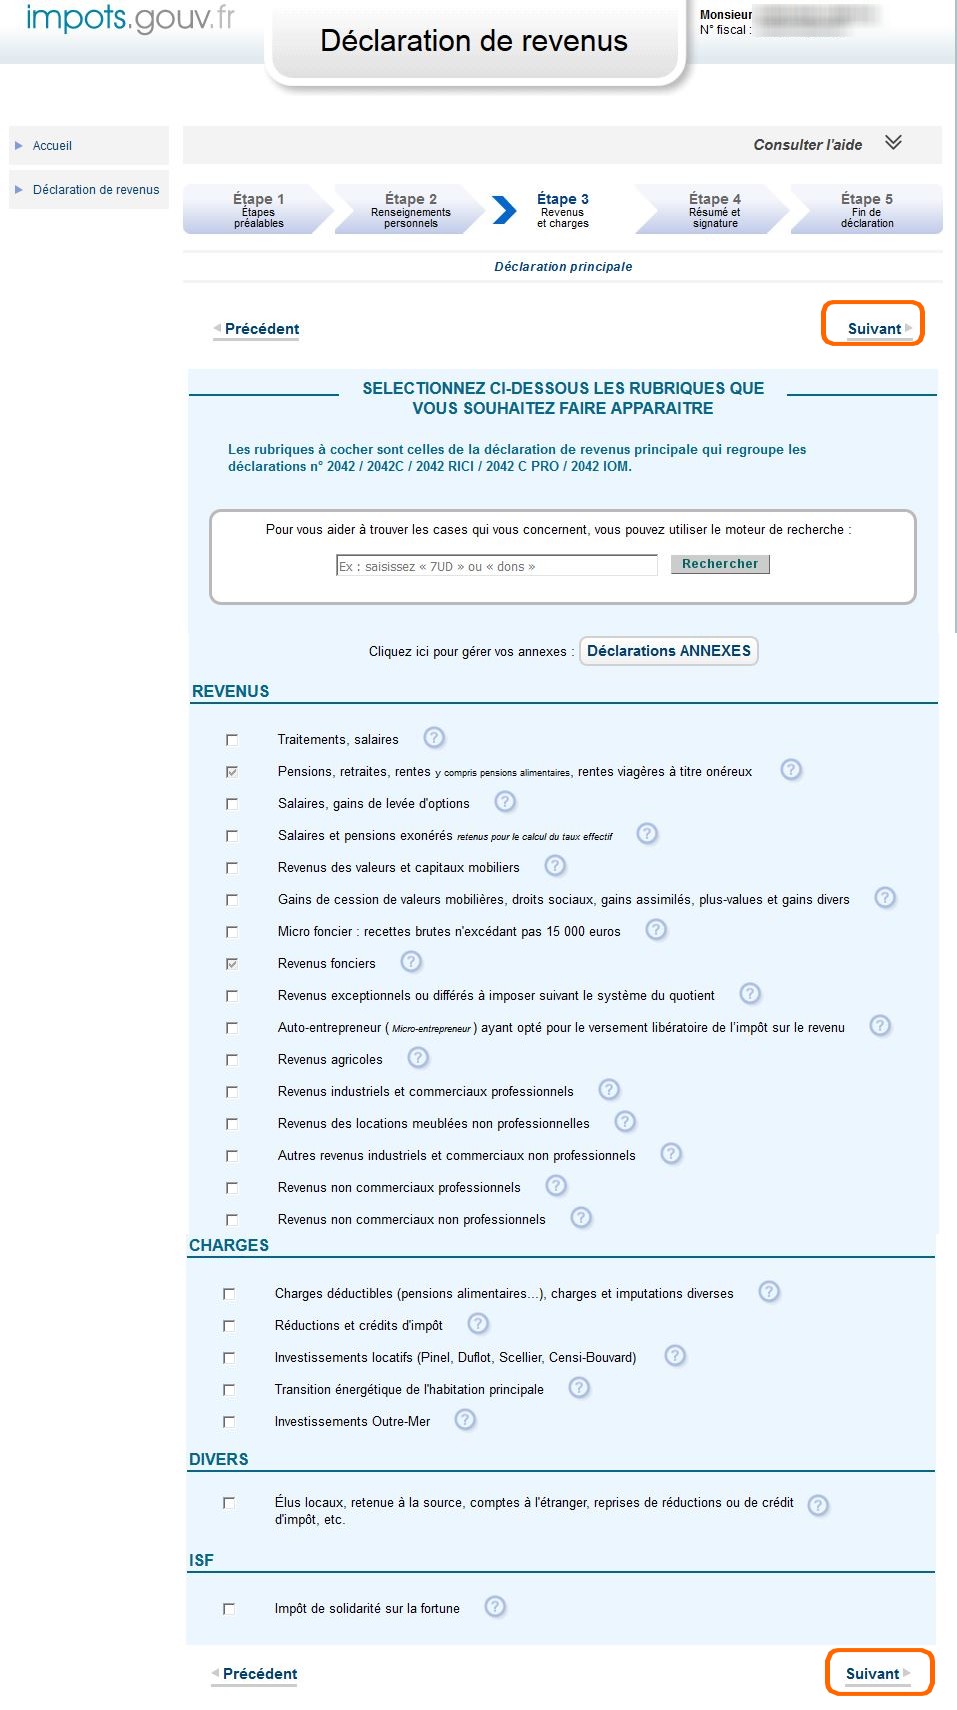 impots.gouv.fr
Déclaration de revenus
Monsieur
N° fiscal :
Accueil
Déclaration de revenus
Consulter l'aide
Étape 1
Étapes
préalables
Étape 2
Renseignements
personnels
Étape 3
Revenus
et charges
Étape 4
Résumé et
signature
Étape 5
Fin de
déclaration
Déclaration principale
Précédent
Suivant
SELECTIONNEZ CI-DESSOUS LES RUBRIQUES QUE
VOUS SOUHAITEZ FAIRE APPARAITRE
Les rubriques à cocher sont celles de la déclaration de revenus principale qui regroupe les
déclarations n° 2042 / 2042C / 2042 RICI / 2042 C PRO / 2042 IOM.
Pour vous aider à trouver les cases qui vous concernent, vous pouvez utiliser le moteur de recherche :
Ex : saisissez « 7UD » ou « dons »
Rechercher
Cliquez ici pour gérer vos annexes : Déclarations ANNEXES
REVENUS
Traitements, salaires ?
Pensions, retraites, rentes y compris pensions alimentaires, rentes viagères à titre onéreux ?
Salaires, gains de levée d'options ?
Salaires et pensions exonérés retenus pour le calcul du taux effectif ?
Revenus des valeurs et capitaux mobiliers ?
Gains de cession de valeurs mobilières, droits sociaux, gains assimilés, plus-values et gains divers ?
Micro foncier : recettes brutes n'excédant pas 15 000 euros ?
Revenus fonciers ?
Revenus exceptionnels ou différés à imposer suivant le système du quotient ?
Auto-entrepreneur ( Micro-entrepreneur ) ayant opté pour le versement libératoire de l'impôt sur le revenu ?
Revenus agricoles ?
Revenus industriels et commerciaux professionnels ?
Revenus des locations meublées non professionnelles ?
Autres revenus industriels et commerciaux non professionnels ?
Revenus non commerciaux professionnels ?
Revenus non commerciaux non professionnels ?
CHARGES
Charges déductibles (pensions alimentaires...), charges et imputations diverses ?
Réductions et crédits d'impôt ?
Investissements locatifs (Pinel, Duflot, Scellier, Censi-Bouvard) ?
Transition énergétique de l'habitation principale ?
Investissements Outre-Mer ?
DIVERS
Élus locaux, retenue à la source, comptes à l'étranger, reprises de réductions ou de crédit ?
d'impôt, etc.
ISF
Impôt de solidarité sur la fortune ?
Précédent
Suivant